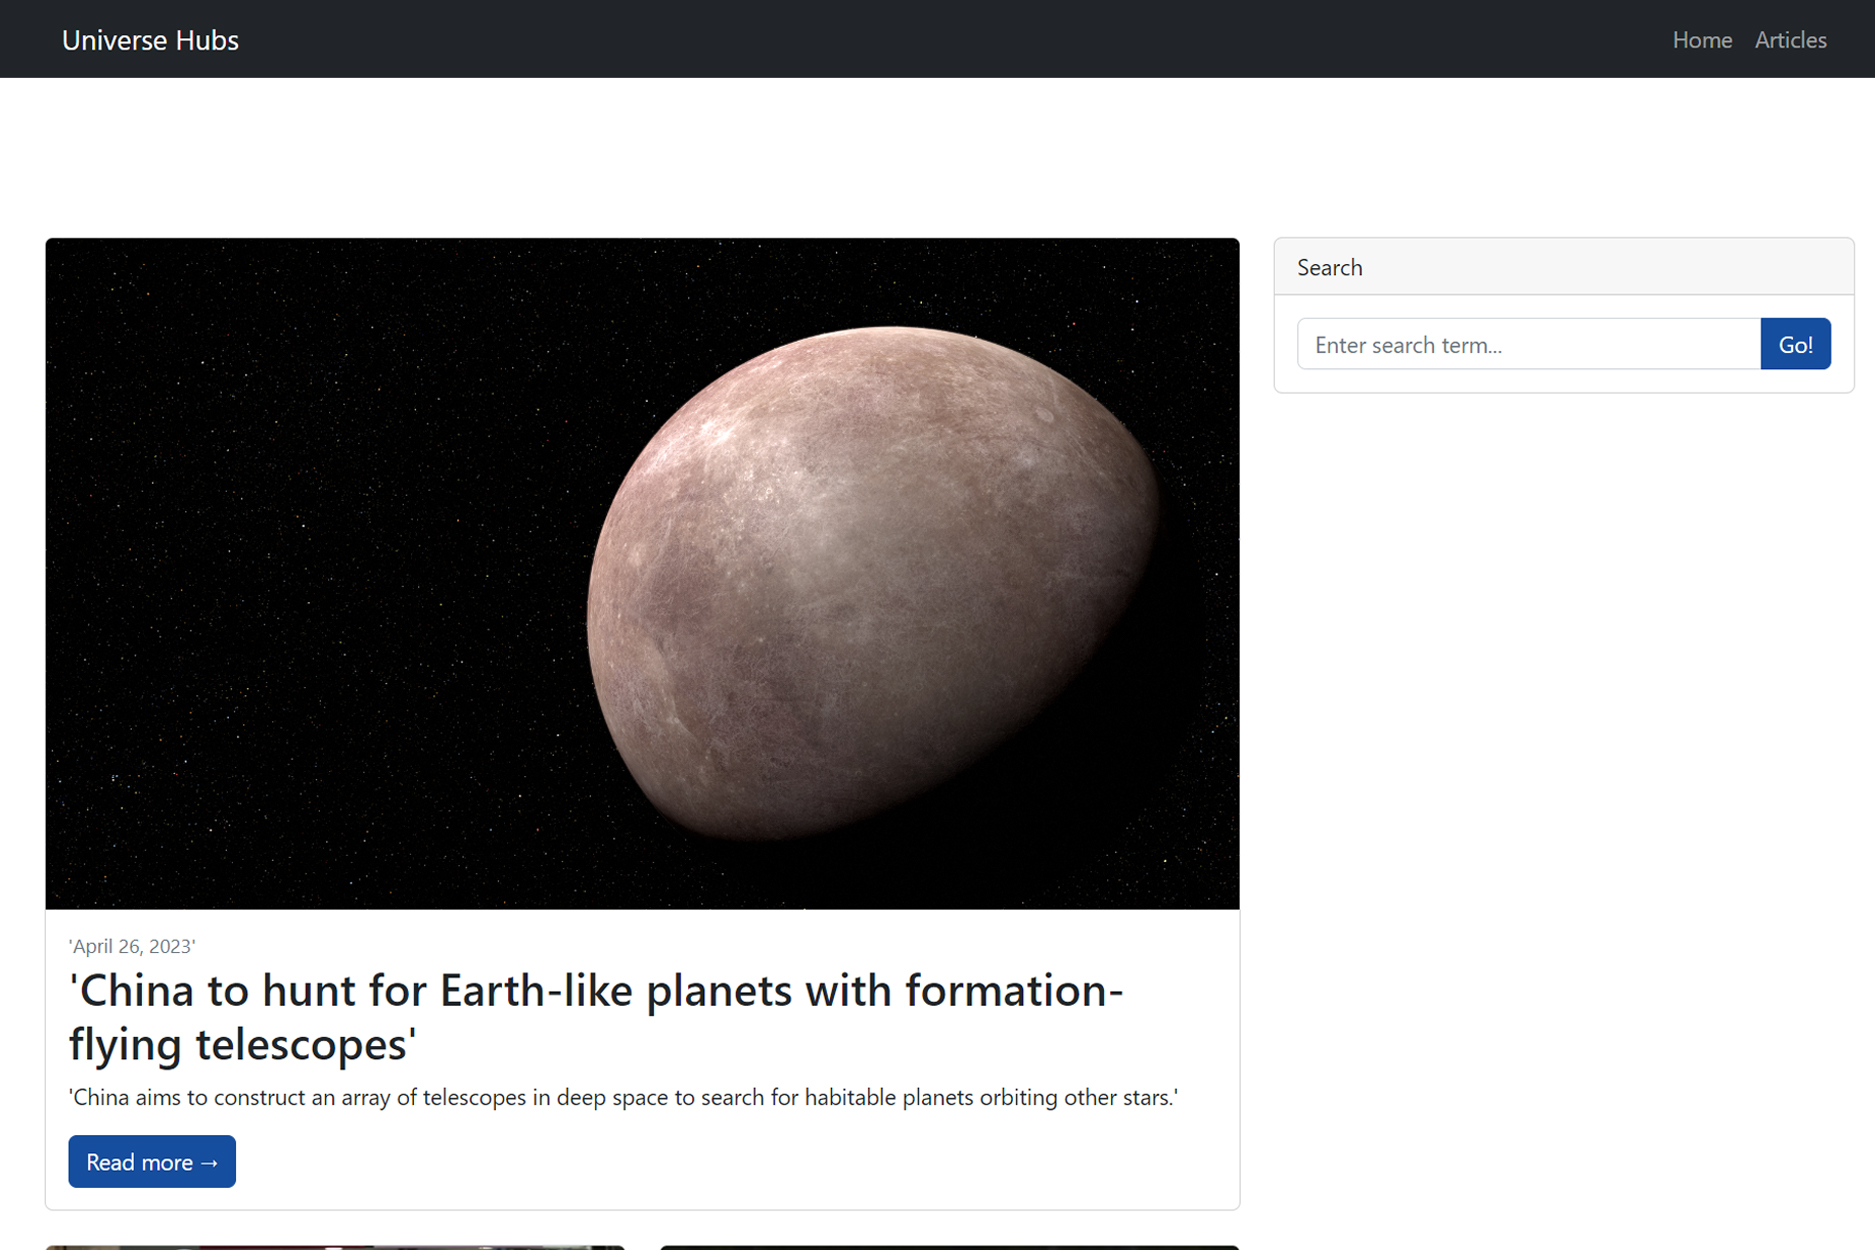 Universe Hubs
Home Articles
Search
Enter search term...
Go!
'April 26, 2023'
'China to hunt for Earth-like planets with formation-
flying telescopes'
'China aims to construct an array of telescopes in deep space to search for habitable planets orbiting other stars.'
Read more →